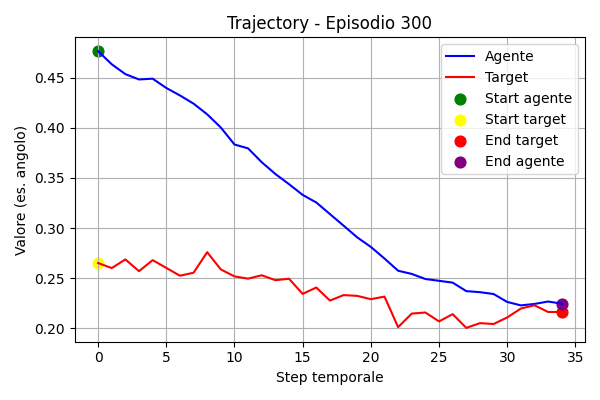 Trajectory - Episodio 300
Agente
Target
Start agente
Start target
End target
End agente
Valore (es. angolo)
0.45
0.40
0.35
0.30
0.25
0.20
0
5
10
15
20
25
30
35
Step temporale